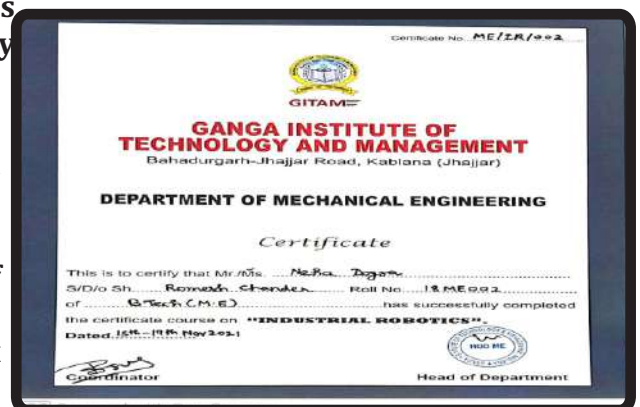 s
y
Certificate No. ME/IR/002
GITAM
GANGA INSTITUTE OF
TECHNOLOGY AND MANAGEMENT
Bahadurgarh-Jhajjar Road, Kablana (Jhajjar)
DEPARTMENT OF MECHANICAL ENGINEERING
Certificate
This is to certify that Mr./Ms. Neha Dogra
S/D/o Sh. Romesh Chander Roll No. 18ME002
of B.Tech (M.E) has successfully completed
the certificate course on "INDUSTRIAL ROBOTICS".
Dated 15th-19th Nov 2021
HOD ME
Coordinator Head of Department